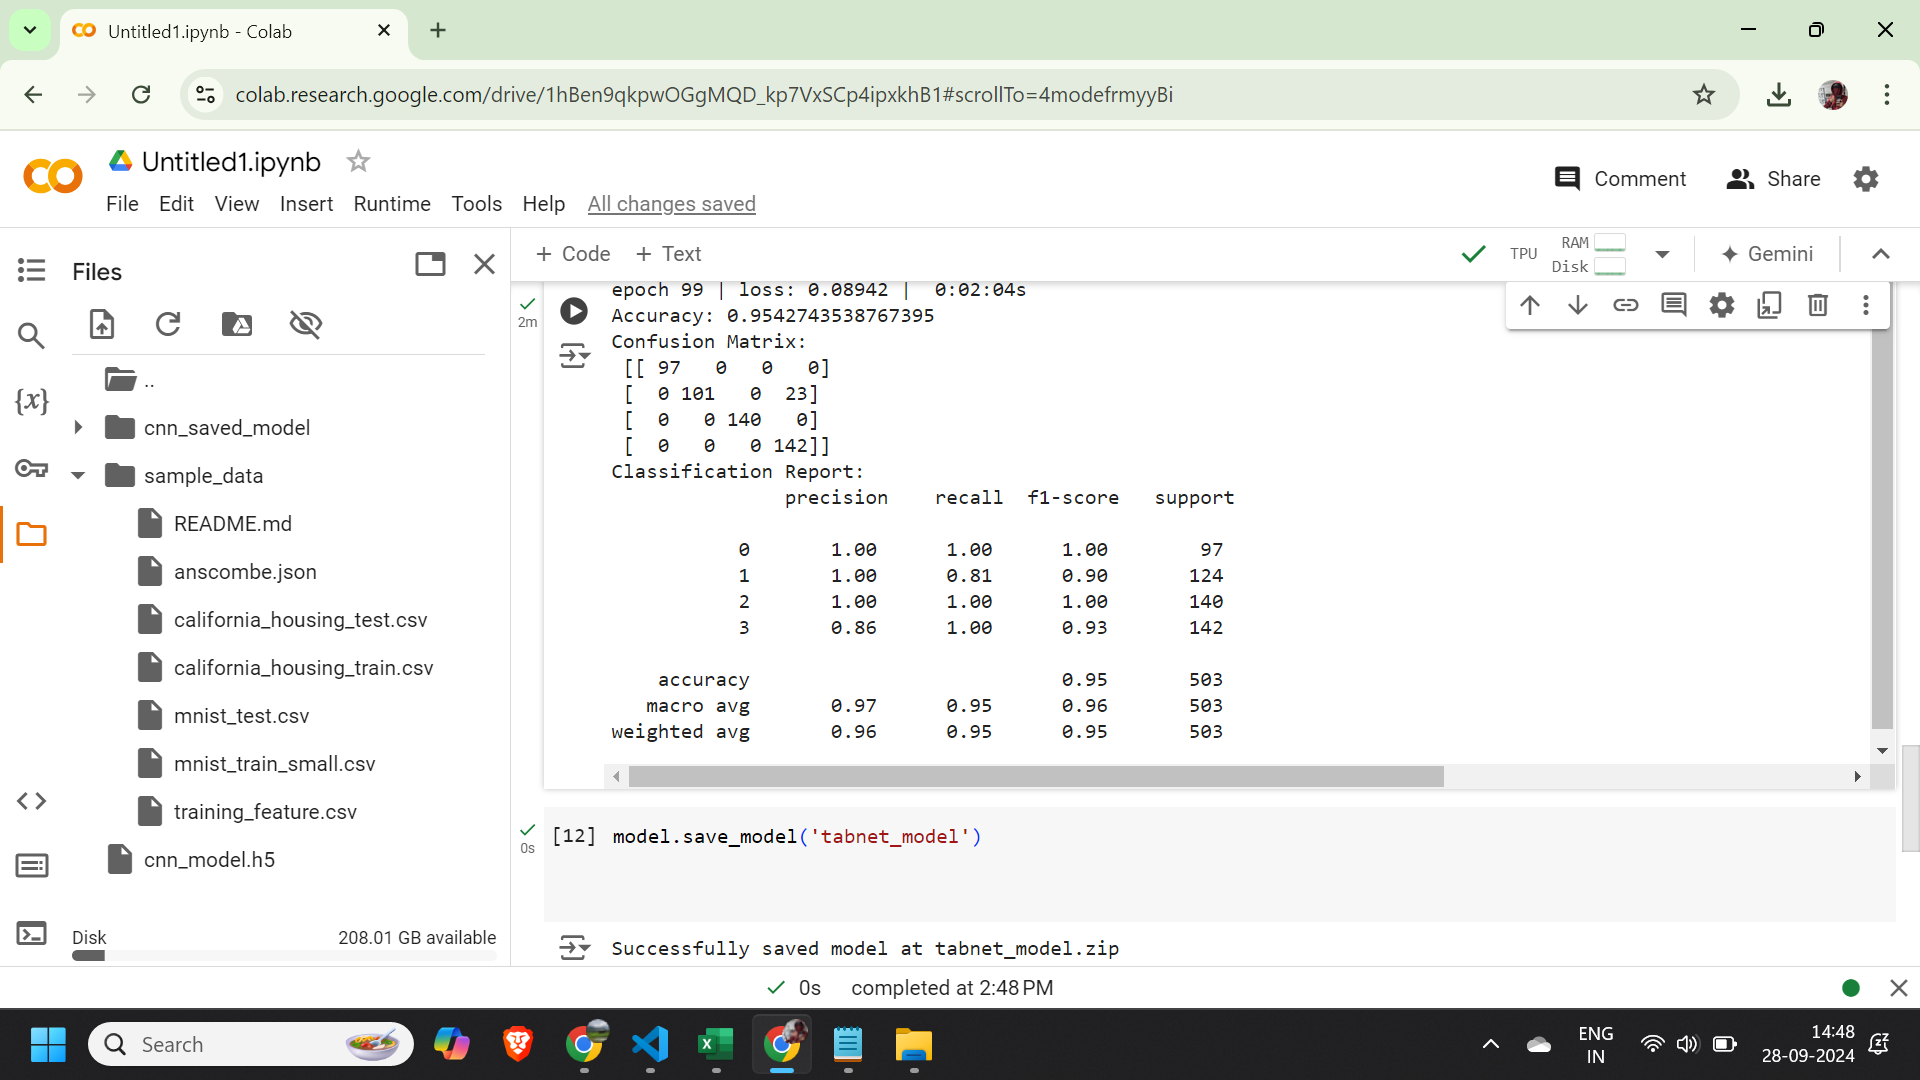 Untitled1.ipynb - Colab
colab.research.google.com/drive/1hBen9qkpwOGgMQD_kp7VxSCp4ipxkhB1#scrollTo=4modefrmyyBi
Untitled1.ipynb
Comment
Share
File Edit View Insert Runtime Tools Help All changes saved
Files
+ Code + Text
TPU
RAM
Disk
Gemini
..
cnn_saved_model
sample_data
README.md
anscombe.json
california_housing_test.csv
california_housing_train.csv
mnist_test.csv
mnist_train_small.csv
training_feature.csv
cnn_model.h5
Disk 208.01 GB available
{x}
2m
epoch 99 | loss: 0.08942 |  0:02:04s
Accuracy: 0.9542743538767395
Confusion Matrix:
[[ 97   0   0   0]
[  0 101   0  23]
[  0   0 140   0]
[  0   0   0 142]]
Classification Report:
precision    recall  f1-score   support
0       1.00      1.00      1.00        97
1       1.00      0.81      0.90       124
2       1.00      1.00      1.00       140
3       0.86      1.00      0.93       142
accuracy                           0.95       503
macro avg       0.97      0.95      0.96       503
weighted avg       0.96      0.95      0.95       503
0s
[12] model.save_model('tabnet_model')
Successfully saved model at tabnet_model.zip
0s completed at 2:48 PM
Search
ENG
IN
14:48
28-09-2024